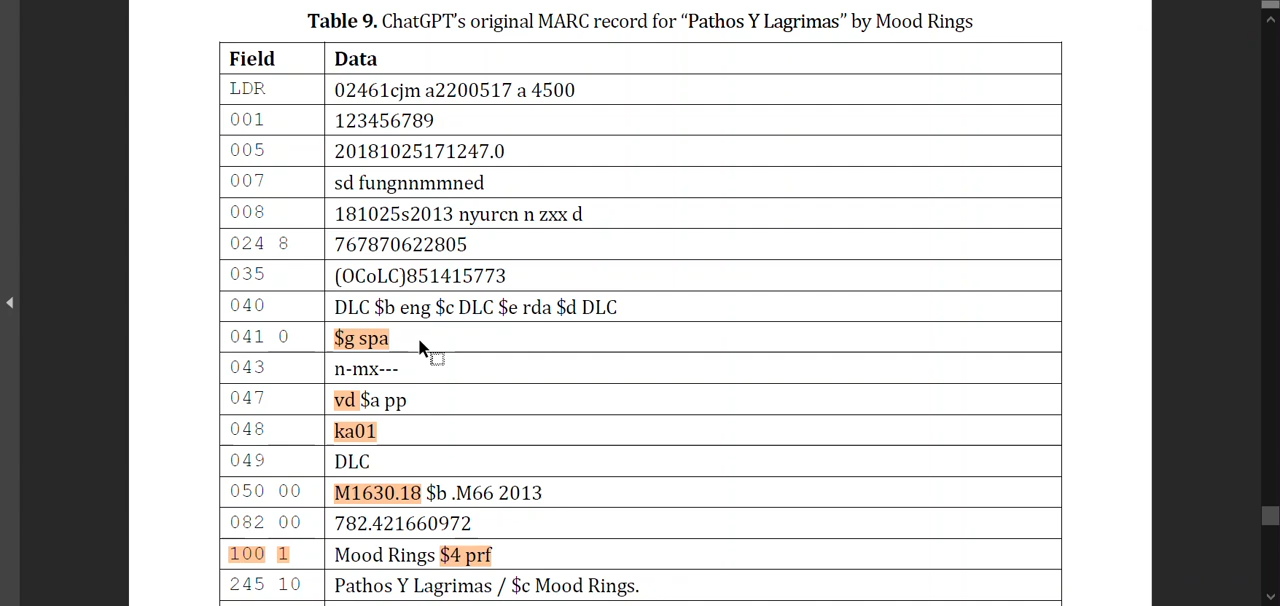 Table 9. ChatGPT’s original MARC record for “Pathos Y Lagrimas” by Mood Rings
Field Data
LDR 02461cjm a2200517 a 4500
001 123456789
005 20181025171247.0
007 sd fungnnmmned
008 181025s2013 nyurcn n zxx d
024 8 767870622805
035 (OCoLC)851415773
040 DLC $b eng $c DLC $e rda $d DLC
041 0 $g spa
043 n-mx---
047 vd $a pp
048 ka01
049 DLC
050 00 M1630.18 $b .M66 2013
082 00 782.421660972
100 1 Mood Rings $4 prf
245 10 Pathos Y Lagrimas / $c Mood Rings.